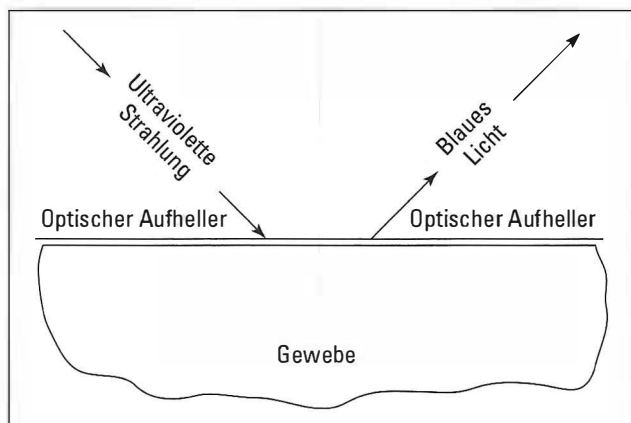 Ultraviolette
Strahlung
Blaues
Licht
Optischer Aufheller
Optischer Aufheller
Gewebe